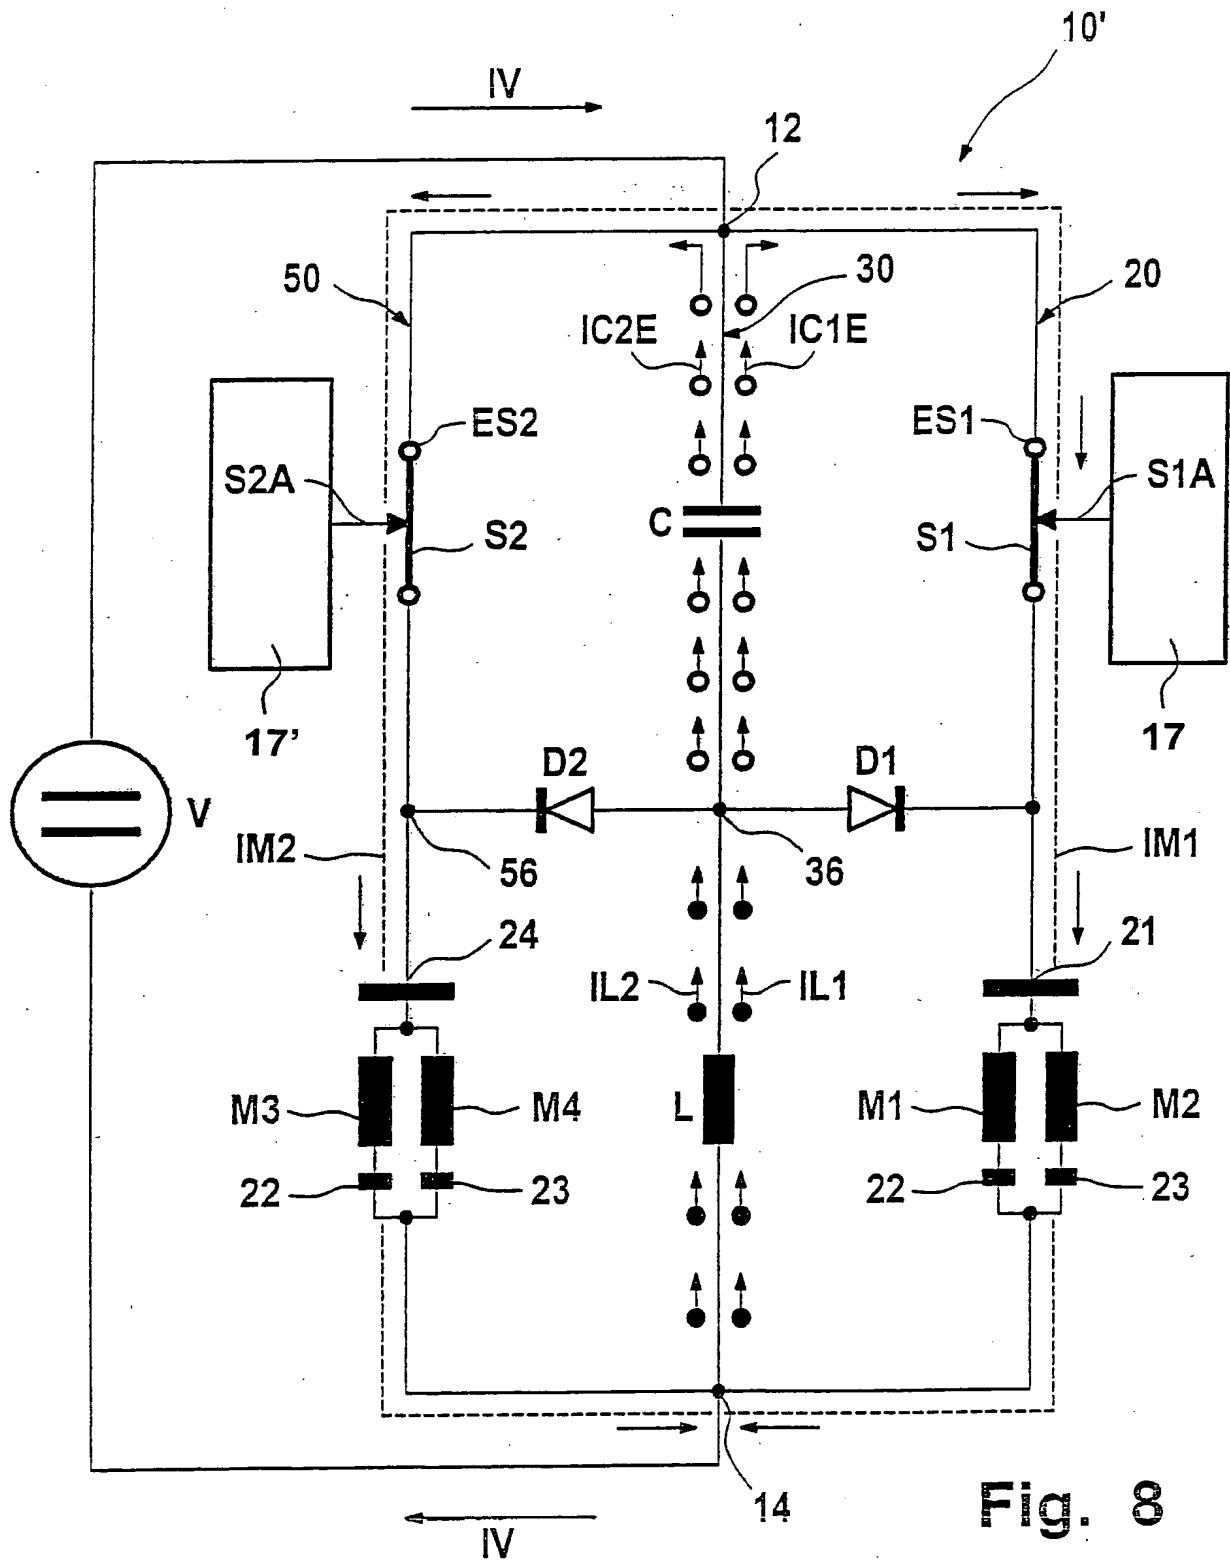 10'
IV
12
50
30
20
IC2E
IC1E
ES2
ES1
S2A
S1A
C
S2
S1
17’
17
D2
D1
V
IM2
56
36
IM1
24
21
IL2
IL1
M3
M4
L
M1
M2
22
23
22
23
14
IV
Fig. 8